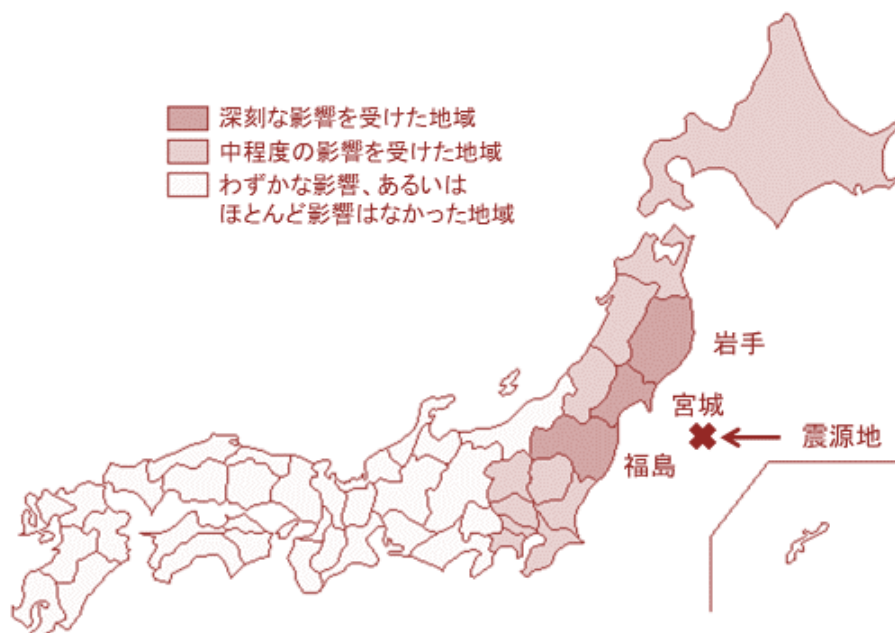 深刻な影響を受けた地域
中程度の影響を受けた地域
わずかな影響、あるいは
ほとんど影響はなかった地域
岩手
宮城
震源地
福島